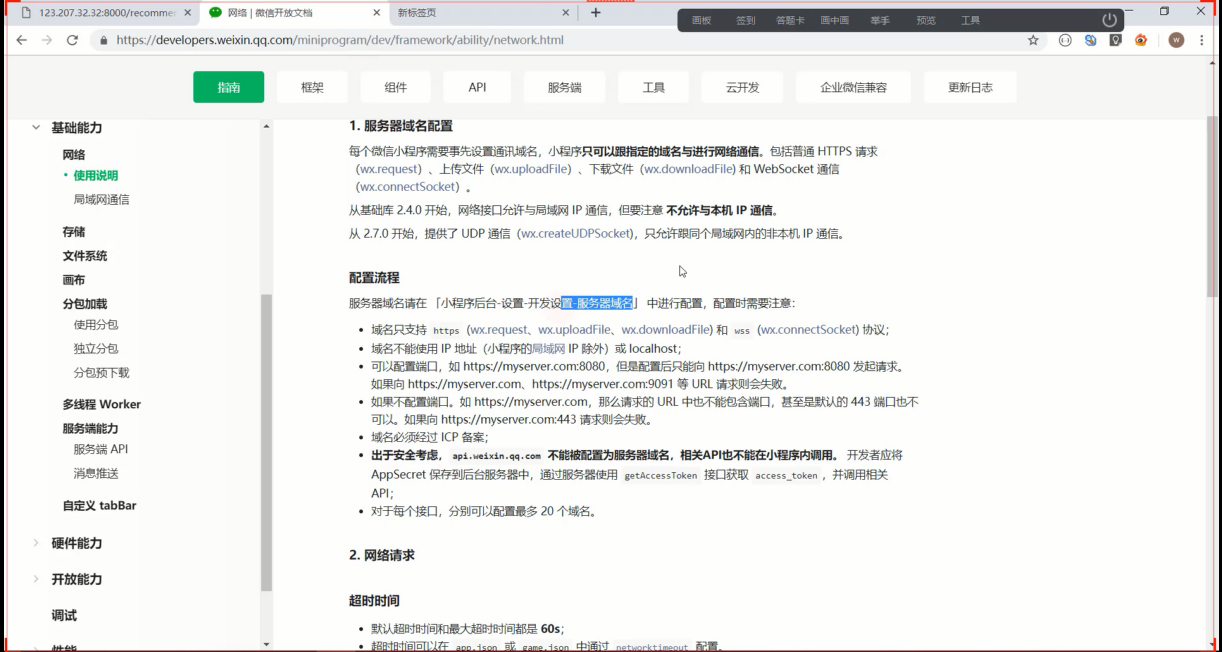 123.207.32.32:8000/recomme
网络 | 微信开放文档
新标签页
画板 签到 答题卡 画中画 举手 预览 工具
https://developers.weixin.qq.com/miniprogram/dev/framework/ability/network.html
指南 框架 组件 API 服务端 工具 云开发 企业微信兼容 更新日志
基础能力
网络
使用说明
局域网通信
存储
文件系统
画布
分包加载
使用分包
独立分包
分包预下载
多线程 Worker
服务端能力
服务端 API
消息推送
自定义 tabBar
硬件能力
开放能力
调试
性能
1. 服务器域名配置
每个微信小程序需要事先设置通讯域名，小程序只可以跟指定的域名与进行网络通信。包括普通 HTTPS 请求
（wx.request）、上传文件（wx.uploadFile）、下载文件（wx.downloadFile) 和 WebSocket 通信
（wx.connectSocket）。
从基础库 2.4.0 开始，网络接口允许与局域网 IP 通信，但要注意 不允许与本机 IP 通信。
从 2.7.0 开始，提供了 UDP 通信（wx.createUDPSocket)，只允许跟同个局域网内的非本机 IP 通信。
配置流程
服务器域名请在 「小程序后台-设置-开发设置-服务器域名」 中进行配置，配置时需要注意：
• 域名只支持 https (wx.request、wx.uploadFile、wx.downloadFile) 和 wss (wx.connectSocket) 协议；
• 域名不能使用 IP 地址（小程序的局域网 IP 除外）或 localhost；
• 可以配置端口，如 https://myserver.com:8080，但是配置后只能向 https://myserver.com:8080 发起请求。
如果向 https://myserver.com、https://myserver.com:9091 等 URL 请求则会失败。
• 如果不配置端口。如 https://myserver.com，那么请求的 URL 中也不能包含端口，甚至是默认的 443 端口也不
可以。如果向 https://myserver.com:443 请求则会失败。
• 域名必须经过 ICP 备案；
• 出于安全考虑， api.weixin.qq.com 不能被配置为服务器域名，相关API也不能在小程序内调用。 开发者应将
AppSecret 保存到后台服务器中，通过服务器使用 getAccessToken 接口获取 access_token ，并调用相关
API；
• 对于每个接口，分别可以配置最多 20 个域名。
2. 网络请求
超时时间
• 默认超时时间和最大超时时间都是 60s；
• 超时时间可以在 app.json 或 game.json 中通过 networktimeout 配置。